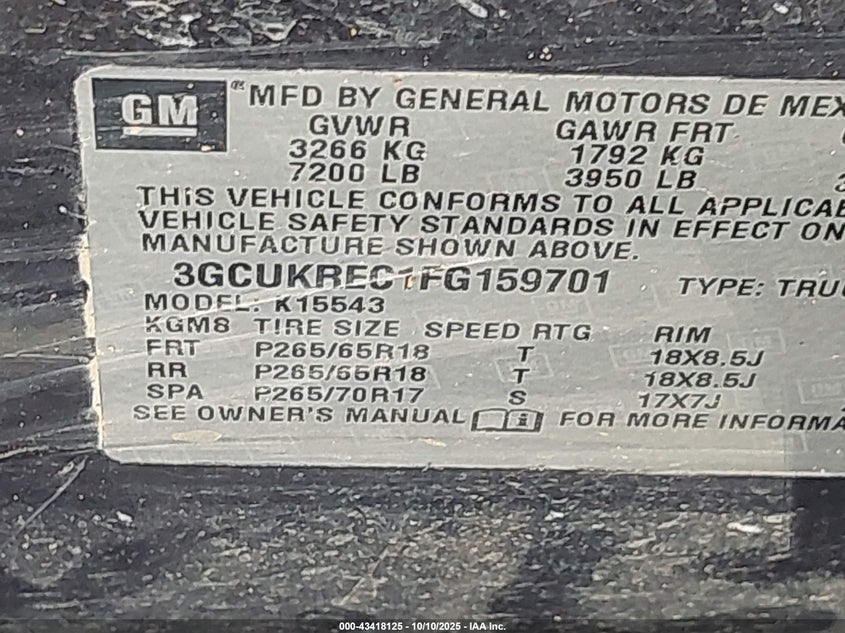 GM
MFD BY GENERAL MOTORS DE MEX
GVWR GAWR FRT
3266 KG 1792 KG
7200 LB 3950 LB
THIS VEHICLE CONFORMS TO ALL APPLICAB
VEHICLE SAFETY STANDARDS IN EFFECT ON
MANUFACTURE SHOWN ABOVE.
3GCUKREC1FG159701 TYPE: TRU
MODEL: K15543
KGM8 TIRE SIZE SPEED RTG RIM
FRT P265/65R18 T 18X8.5J
RR P265/65R18 T 18X8.5J
SPA P265/70R17 S 17X7J
SEE OWNER'S MANUAL FOR MORE INFORMA
000-43418125 - 10/10/2025 - IAA Inc.